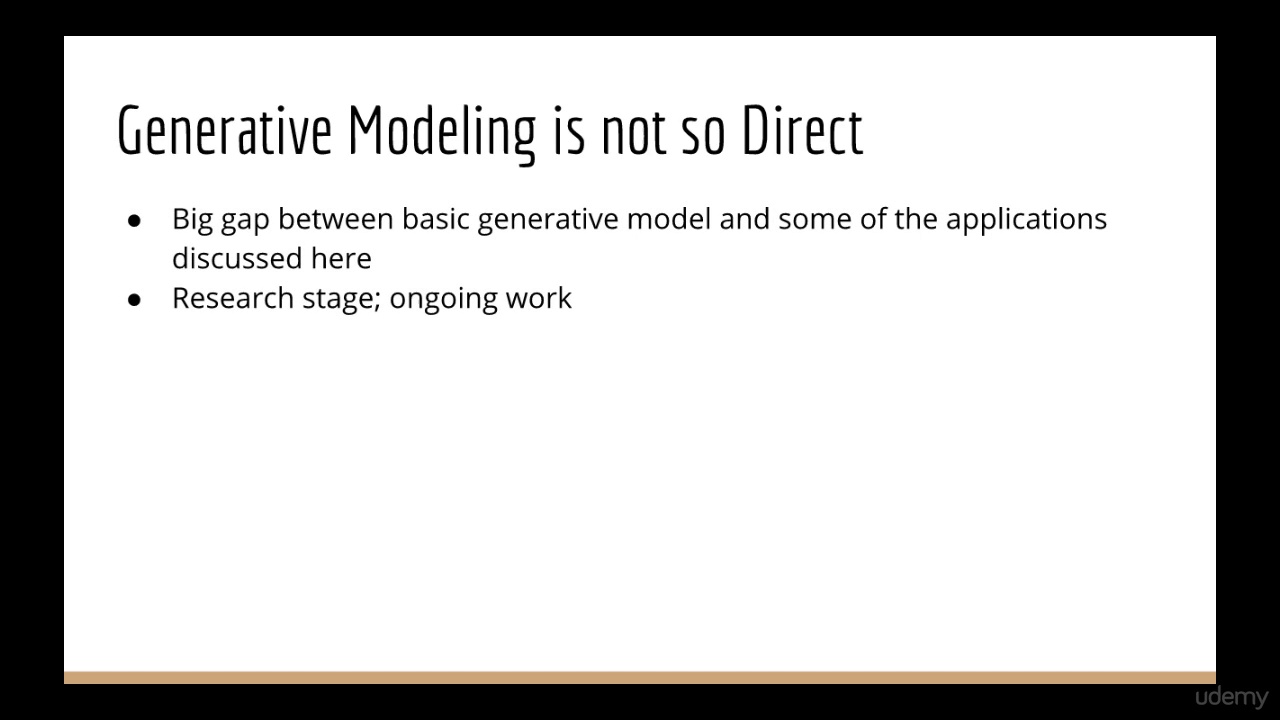 Generative Modeling is not so Direct
● Big gap between basic generative model and some of the applications
discussed here
● Research stage; ongoing work
udemy